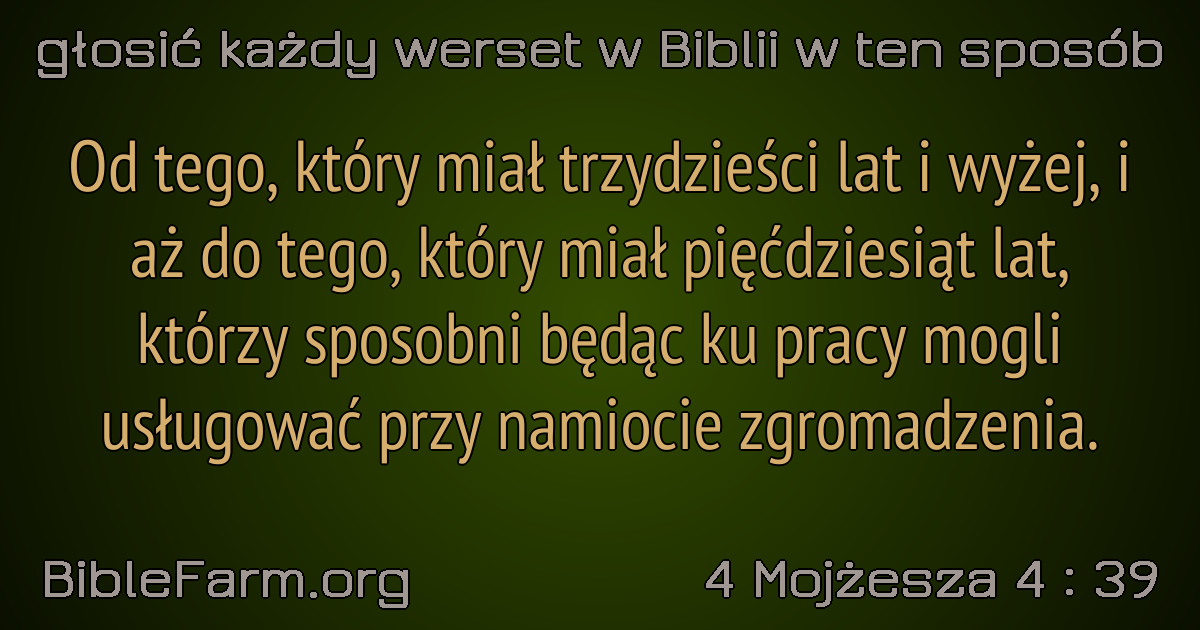 głosić każdy werset w Biblii w ten sposób
Od tego, który miał trzydzieści lat i wyżej, i
aż do tego, który miał pięćdziesiąt lat,
którzy sposobni będąc ku pracy mogli
usługować przy namiocie zgromadzenia.
BibleFarm.org
4 Mojżesza 4 : 39